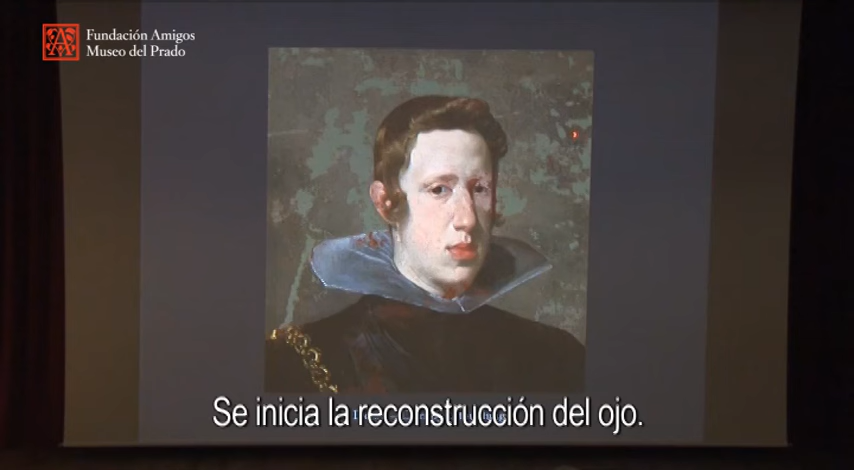 Fundación Amigos
Museo del Prado
Se inicia la reconstrucción del ojo.